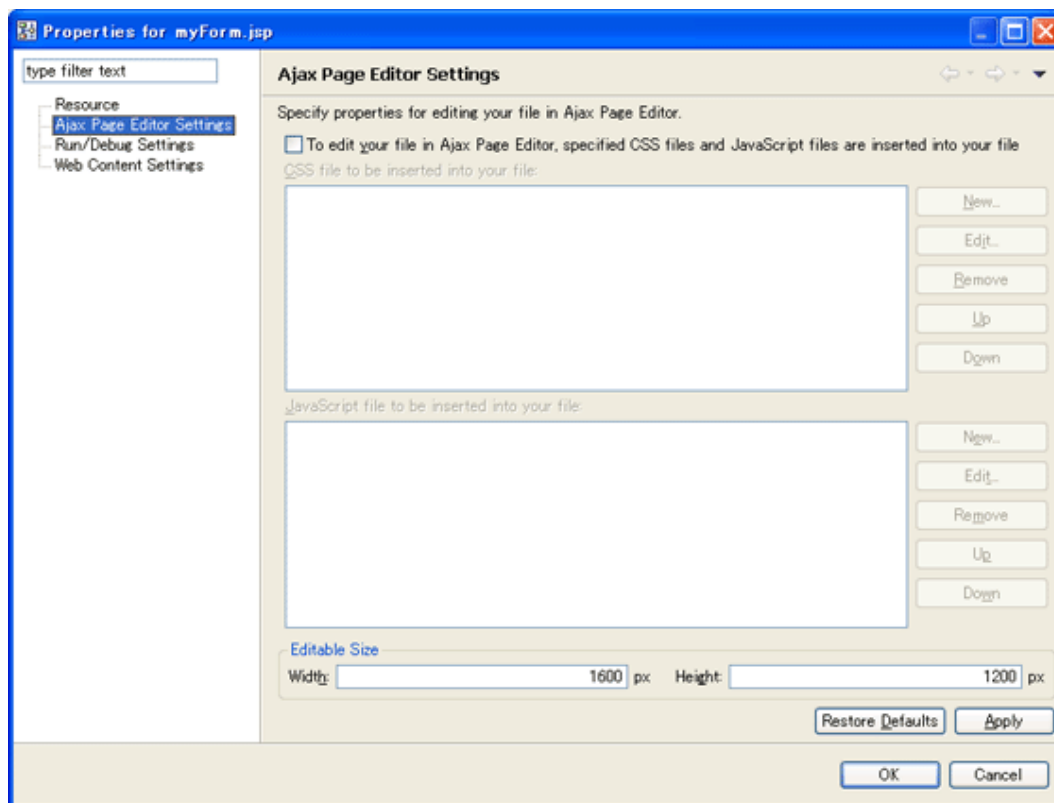 Properties for myForm.jsp
type filter text
Ajax Page Editor Settings
Resource
Ajax Page Editor Settings
Run/Debug Settings
Web Content Settings
Specify properties for editing your file in Ajax Page Editor.
To edit your file in Ajax Page Editor, specified CSS files and JavaScript files are inserted into your file
CSS file to be inserted into your file:
New...
Edit...
Remove
Up
Down
JavaScript file to be inserted into your file:
New...
Edit...
Remove
Up
Down
Editable Size
Width: 1600 px Height: 1200 px
Restore Defaults Apply
OK Cancel